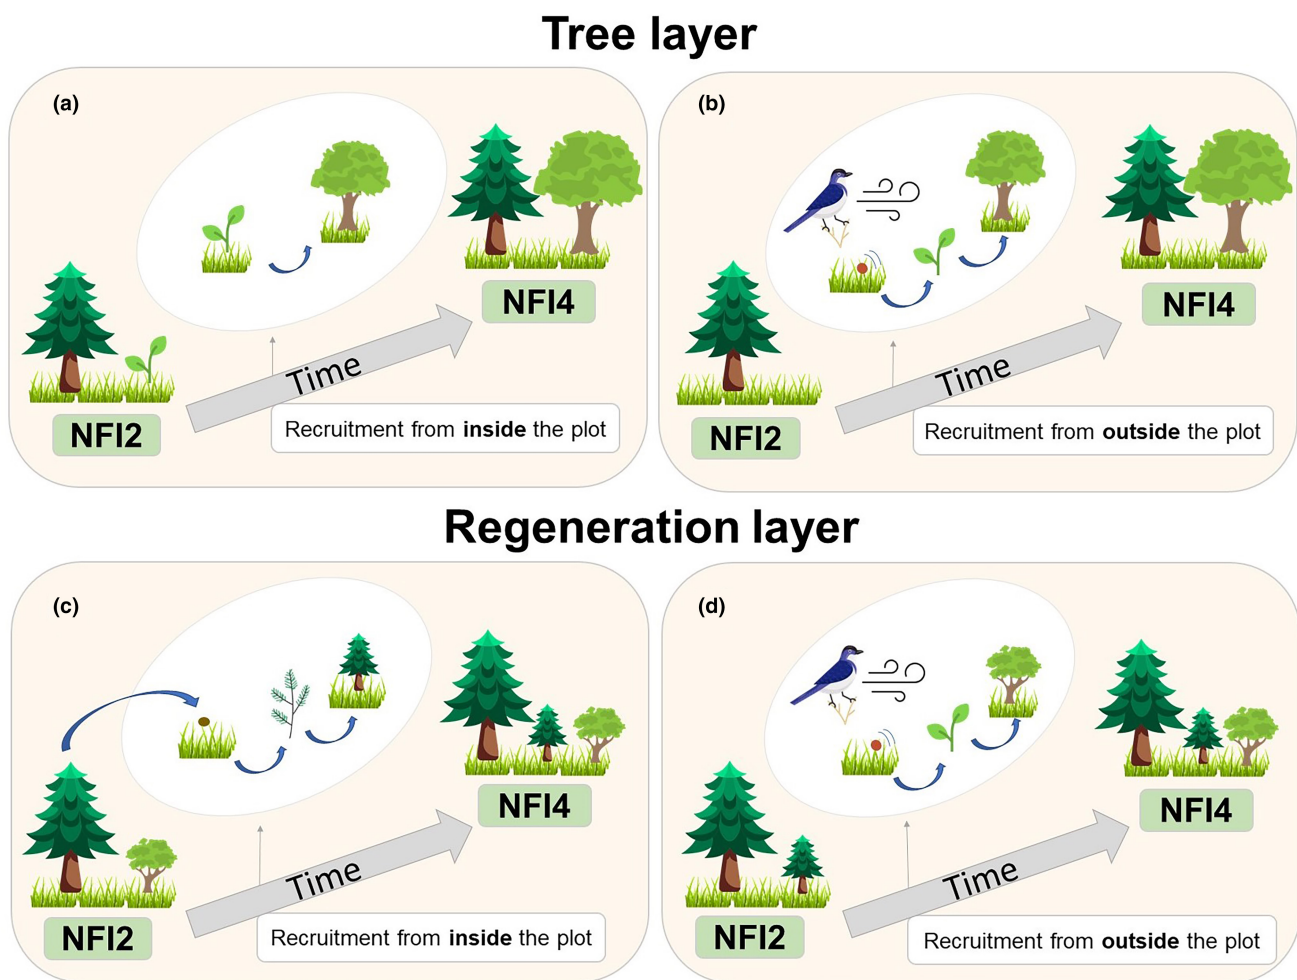 Tree layer
(a)
NFI4
Time
NFI2
Recruitment from inside the plot
(b)
NFI4
Time
NFI2
Recruitment from outside the plot
Regeneration layer
(c)
NFI4
Time
NFI2
Recruitment from inside the plot
(d)
NFI4
Time
NFI2
Recruitment from outside the plot